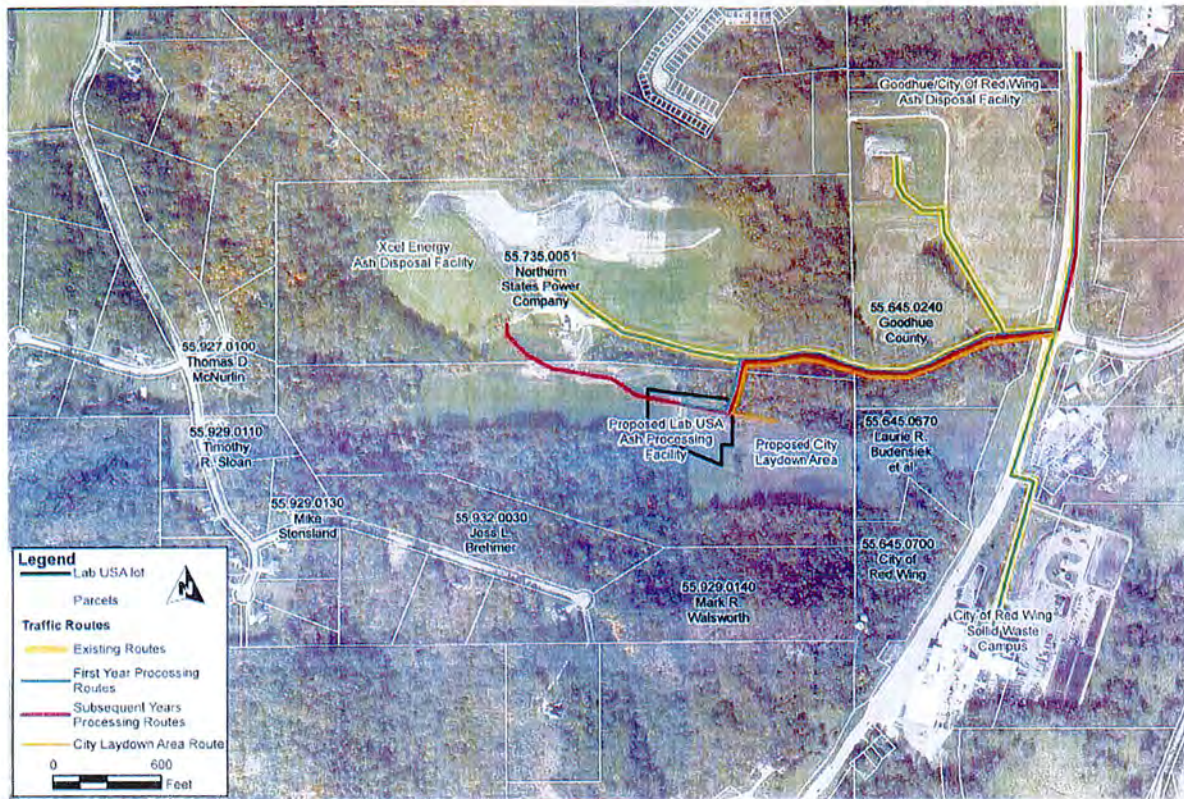 Goodhue/City Of Red Wing
Ash Disposal Facility
Xcel Energy
Ash Disposal Facility
55.735.0051
Northern
States Power
Company
55.645.0240
Goodhue
County
55.927.0100
Thomas D.
McNurlin
55.929.0110
Timothy
R. Sloan
Proposed Lab USA
Ash Processing
Facility
Proposed City
Laydown Area
55.645.0670
Laurie R.
Budensiek
et al
55.929.0130
Mike
Stensland
55.932.0030
Jess L.
Brehmer
55.929.0140
Mark R.
Walsworth
55.645.0700
City of
Red Wing
City of Red Wing
Soilid Waste
Campus
Legend
Lab USA lot
Parcels
N
Traffic Routes
Existing Routes
First Year Processing
Routes
Subsequent Years
Processing Routes
City Laydown Area Route
0 600
Feet